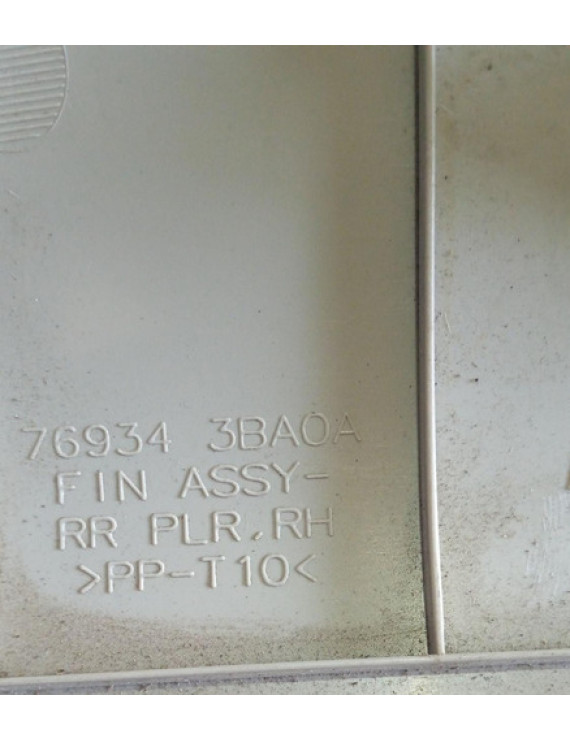 76934 3BA0A
FIN ASSY-
RR PLR,RH
>PP-T10<